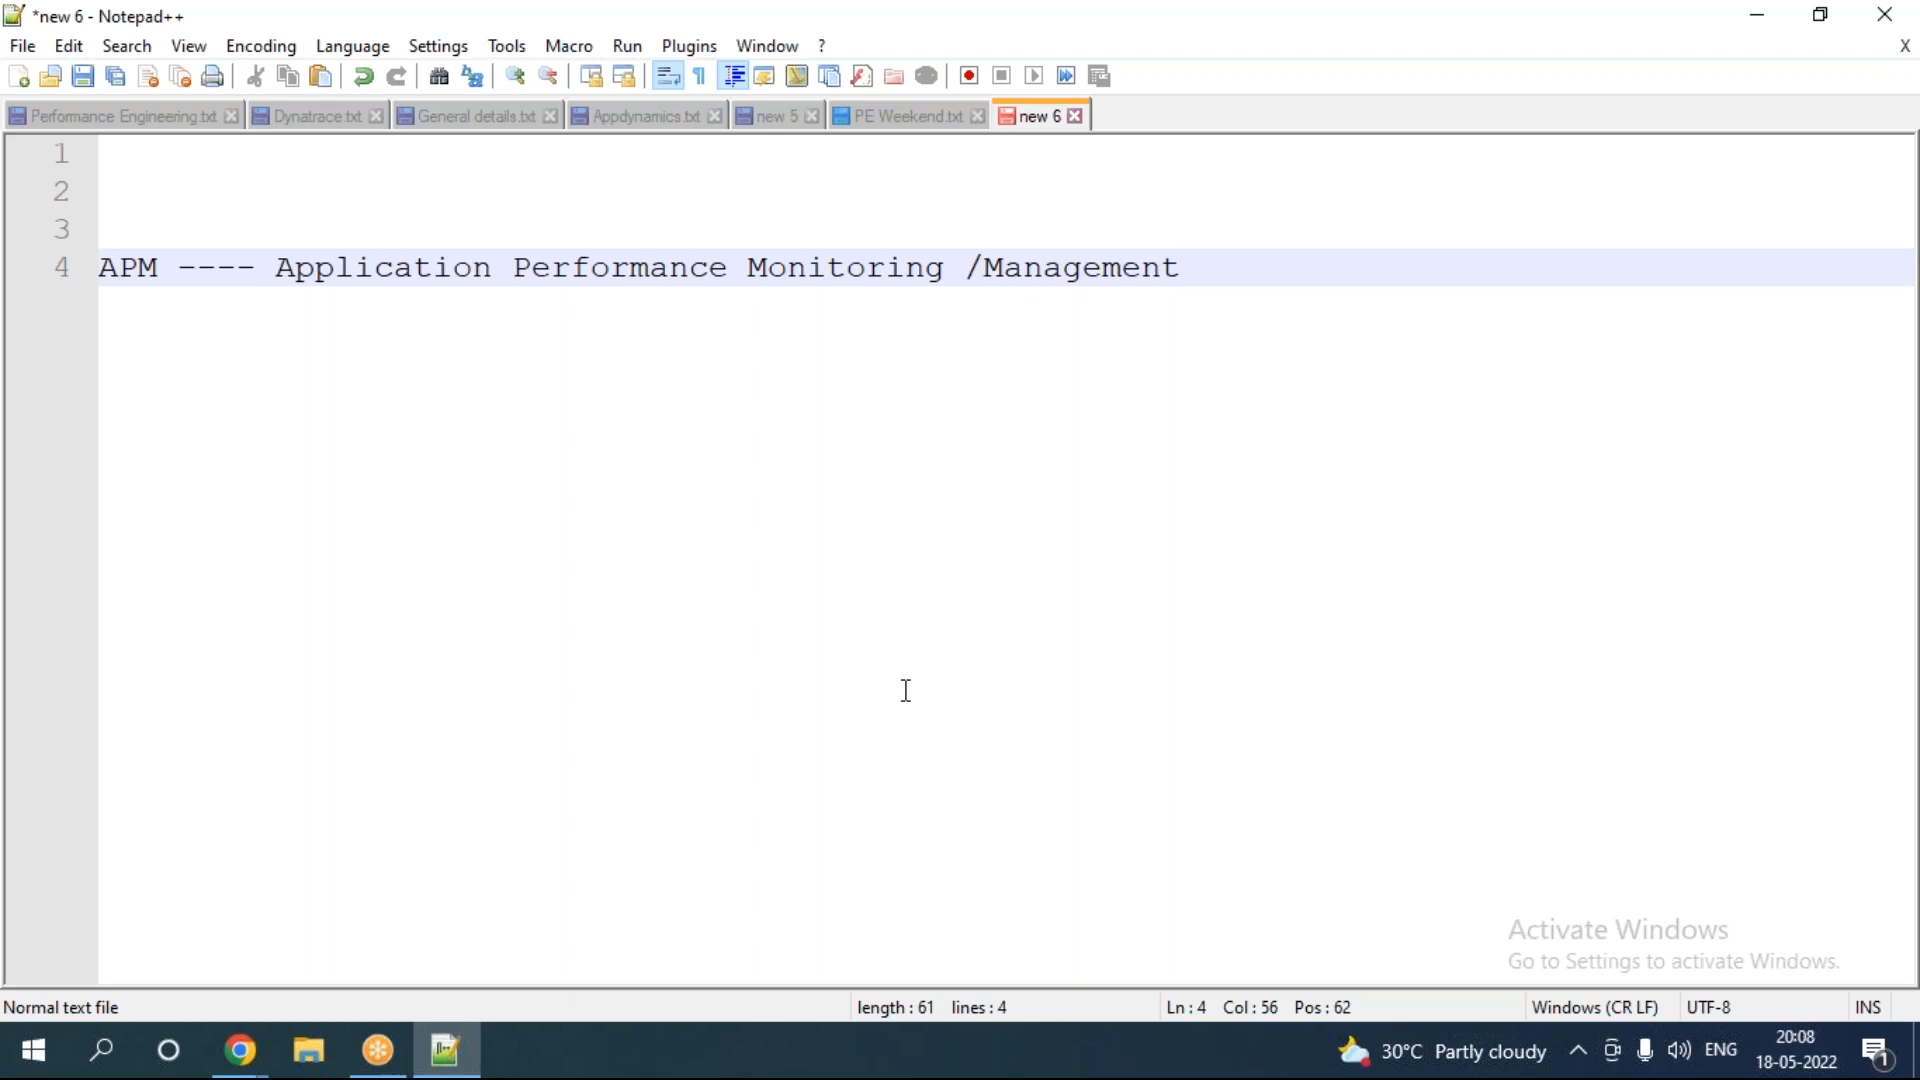 *new 6 - Notepad++
File Edit Search View Encoding Language Settings Tools Macro Run Plugins Window ? X
Performance Engineering.txt Dynatrace.txt General details.txt Appdynamics.txt new 5 PE Weekend.txt new 6
1
2
3
4 APM ---- Application Performance Monitoring /Management
Activate Windows
Go to Settings to activate Windows.
Normal text file length : 61 lines : 4 Ln : 4 Col : 56 Pos : 62 Windows (CR LF) UTF-8 INS
30°C Partly cloudy ENG 20:08
18-05-2022
1